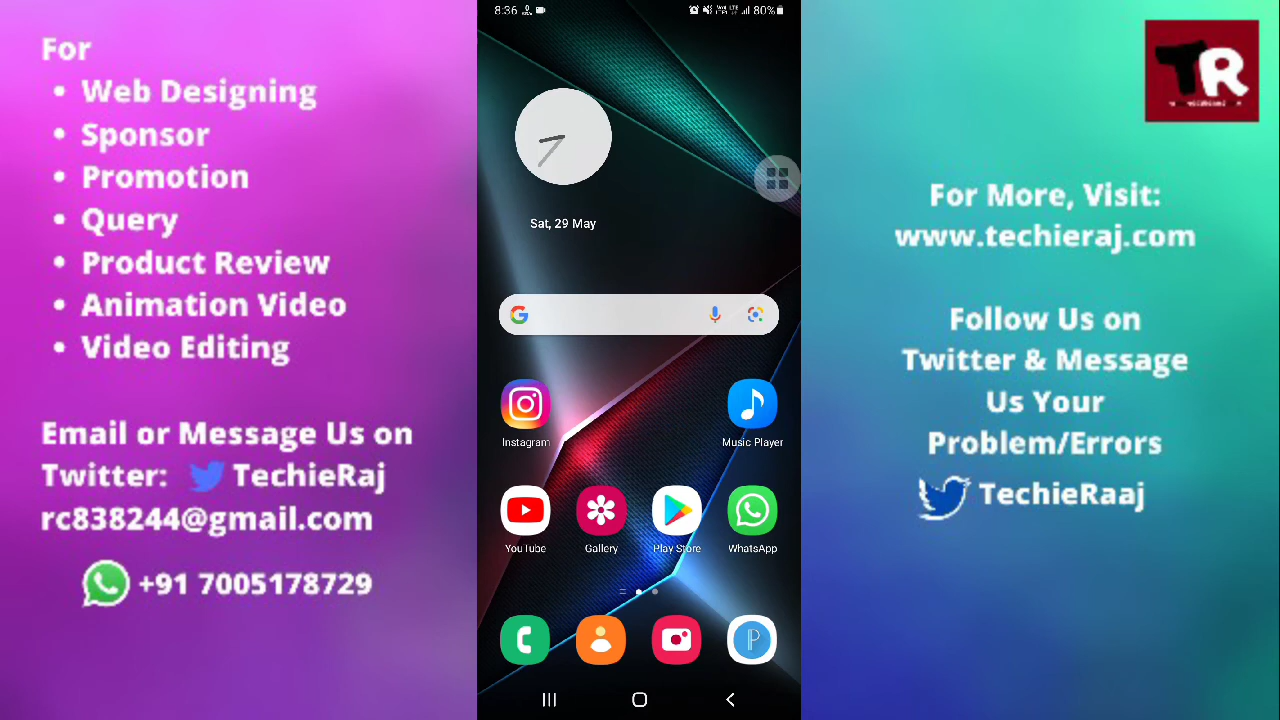 For
• Web Designing
• Sponsor
• Promotion
• Query
• Product Review
• Animation Video
• Video Editing
Email or Message Us on
Twitter: TechieRaj
rc838244@gmail.com
+91 7005178729
8:36
80%
Sat, 29 May
Instagram
Music Player
YouTube
Gallery
Play Store
WhatsApp
TR
For More, Visit:
www.techieraj.com
Follow Us on
Twitter & Message
Us Your
Problem/Errors
TechieRaaj